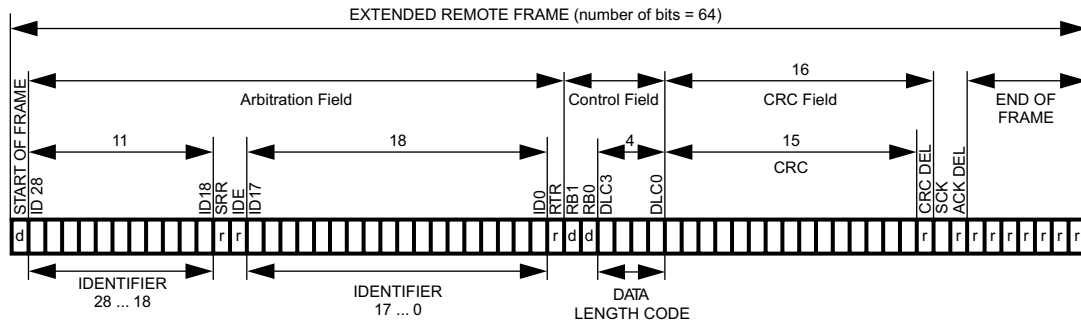 EXTENDED REMOTE FRAME (number of bits = 64)
11
18
4
16
15
Arbitration Field
Control Field
CRC Field
CRC
END OF
FRAME
START OF FRAME
ID 28
ID18
SRR
IDE
ID17
ID0
RTR
RB1
RB0
DLC3
DLC0
CRC DEL
SCK
ACK DEL
d r r r d d r r r r r r r r r
IDENTIFIER
28 ... 18
IDENTIFIER
17 ... 0
DATA
LENGTH CODE